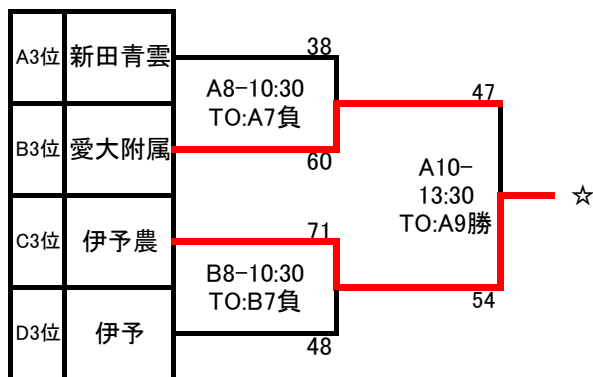 A3位 新田青雲
38
A8-10:30
TO:A7負
B3位 愛大附属
60
47
A10-
13:30
TO:A9勝
☆
C3位 伊予農
71
B8-10:30
TO:B7負
54
D3位 伊予
48